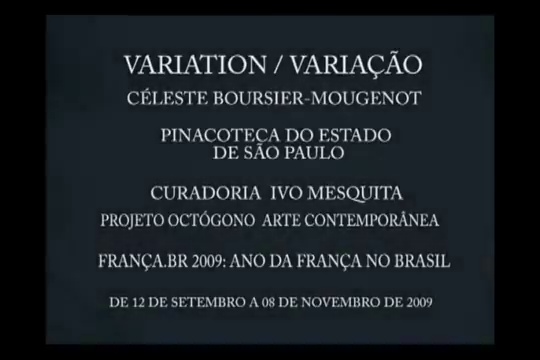 VARIATION / VARIAÇÃO
CÉLESTE BOURSIER-MOUGENOT
PINACOTECA DO ESTADO
DE SÃO PAULO
CURADORIA IVO MESQUITA
PROJETO OCTÓGONO ARTE CONTEMPORÂNEA
FRANÇA.BR 2009: ANO DA FRANÇA NO BRASIL
DE 12 DE SETEMBRO A 08 DE NOVEMBRO DE 2009